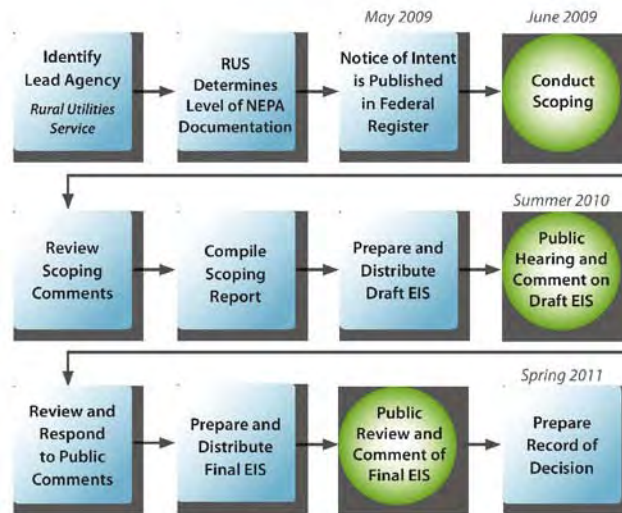 Identify
Lead Agency
Rural Utilities
Service
RUS
Determines
Level of NEPA
Documentation
May 2009
Notice of Intent
is Published
in Federal
Register
June 2009
Conduct
Scoping
Review
Scoping
Comments
Compile
Scoping
Report
Prepare and
Distribute
Draft EIS
Summer 2010
Public
Hearing and
Comment on
Draft EIS
Review and
Respond
to Public
Comments
Prepare and
Distribute
Final EIS
Public
Review and
Comment of
Final EIS
Spring 2011
Prepare
Record of
Decision